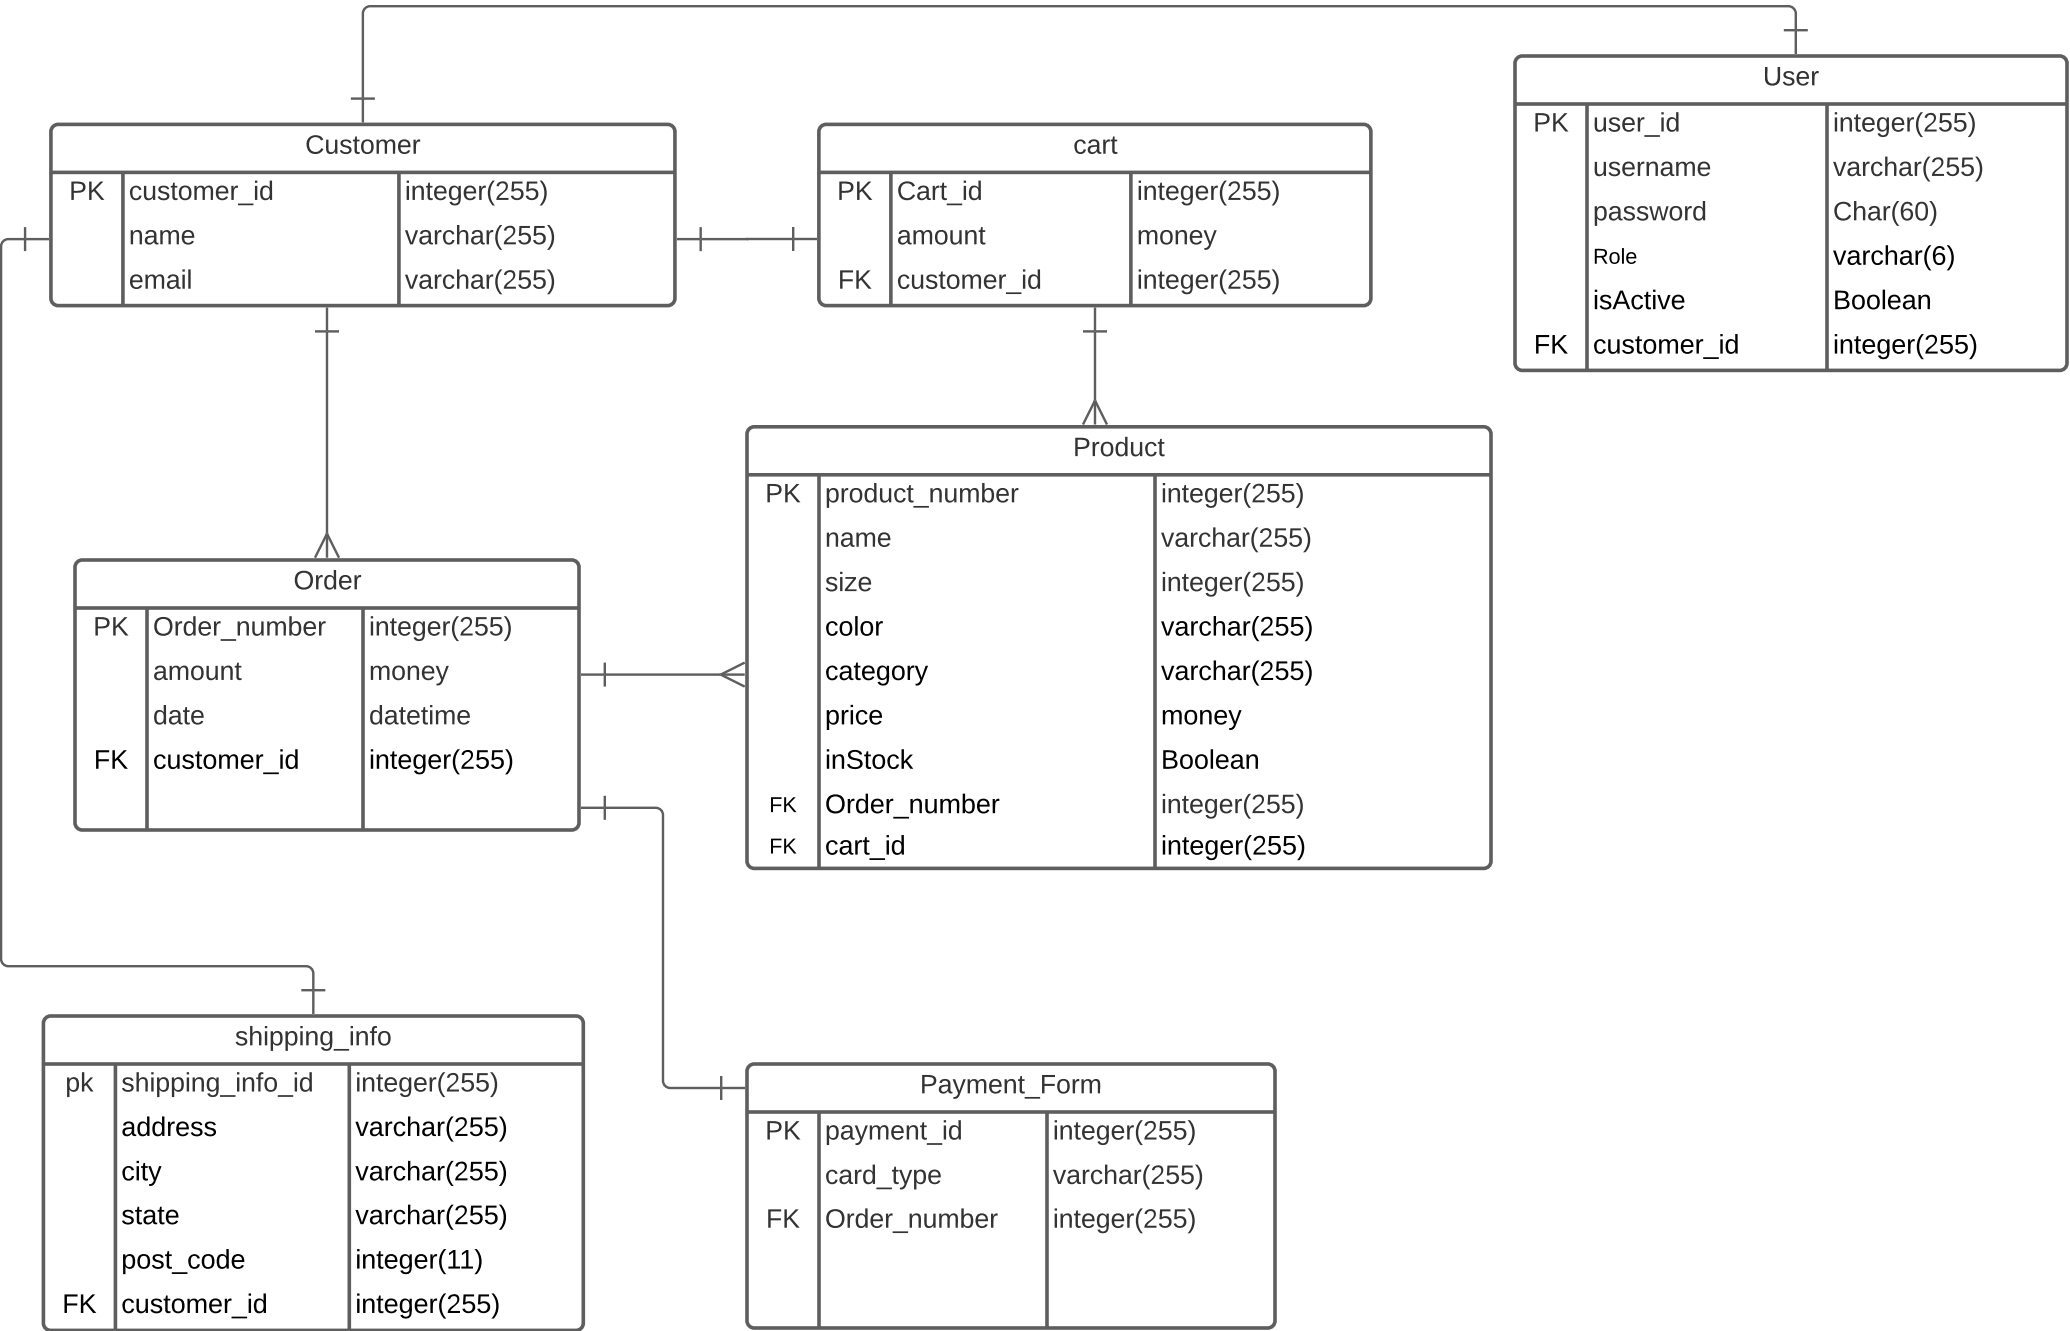 User
PK user_id integer(255)
username varchar(255)
password Char(60)
Role varchar(6)
isActive Boolean
FK customer_id integer(255)
Customer
PK customer_id integer(255)
name varchar(255)
email varchar(255)
cart
PK Cart_id integer(255)
amount money
FK customer_id integer(255)
Product
PK product_number integer(255)
name varchar(255)
size integer(255)
color varchar(255)
category varchar(255)
price money
inStock Boolean
FK Order_number integer(255)
FK cart_id integer(255)
Order
PK Order_number integer(255)
amount money
date datetime
FK customer_id integer(255)
shipping_info
pk shipping_info_id integer(255)
address varchar(255)
city varchar(255)
state varchar(255)
post_code integer(11)
FK customer_id integer(255)
Payment_Form
PK payment_id integer(255)
card_type varchar(255)
FK Order_number integer(255)